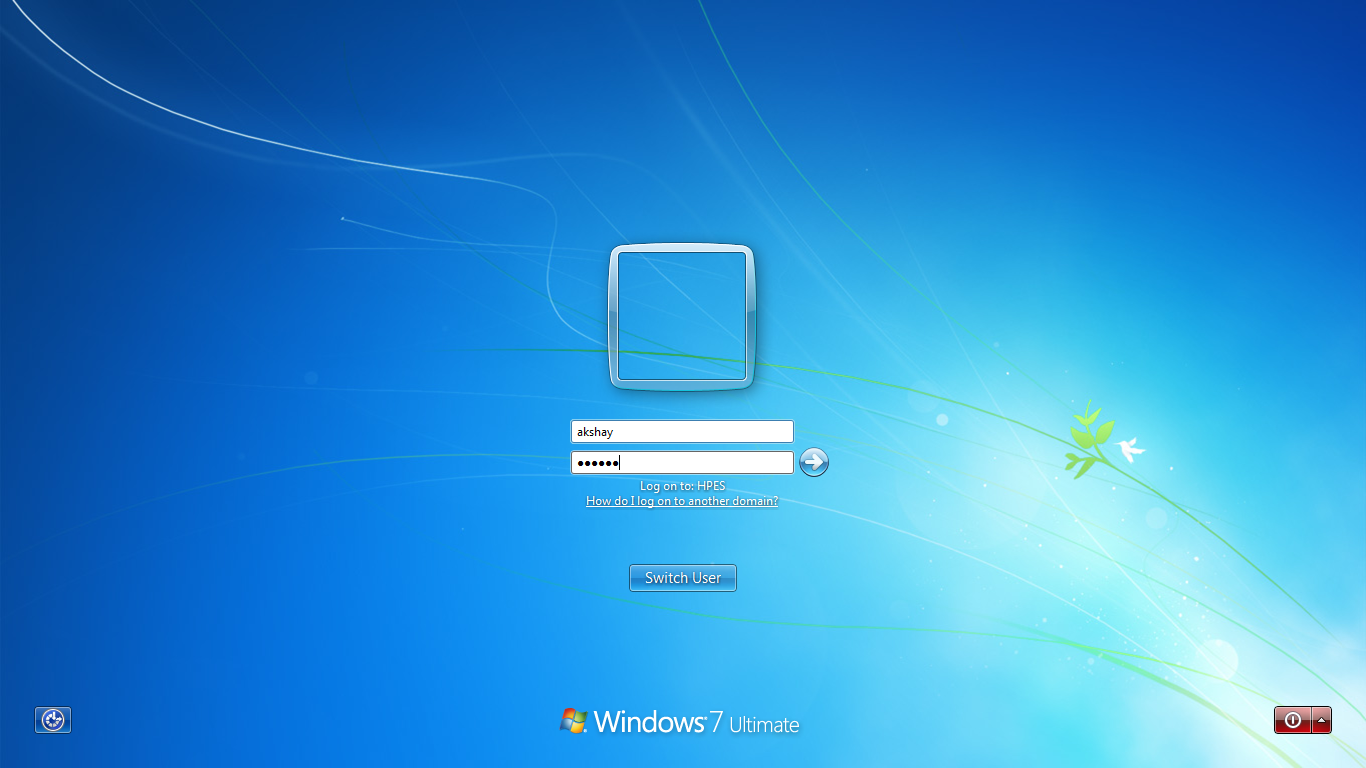 akshay
●●●●●●
Log on to: HPES
How do I log on to another domain?
Switch User
Windows 7 Ultimate